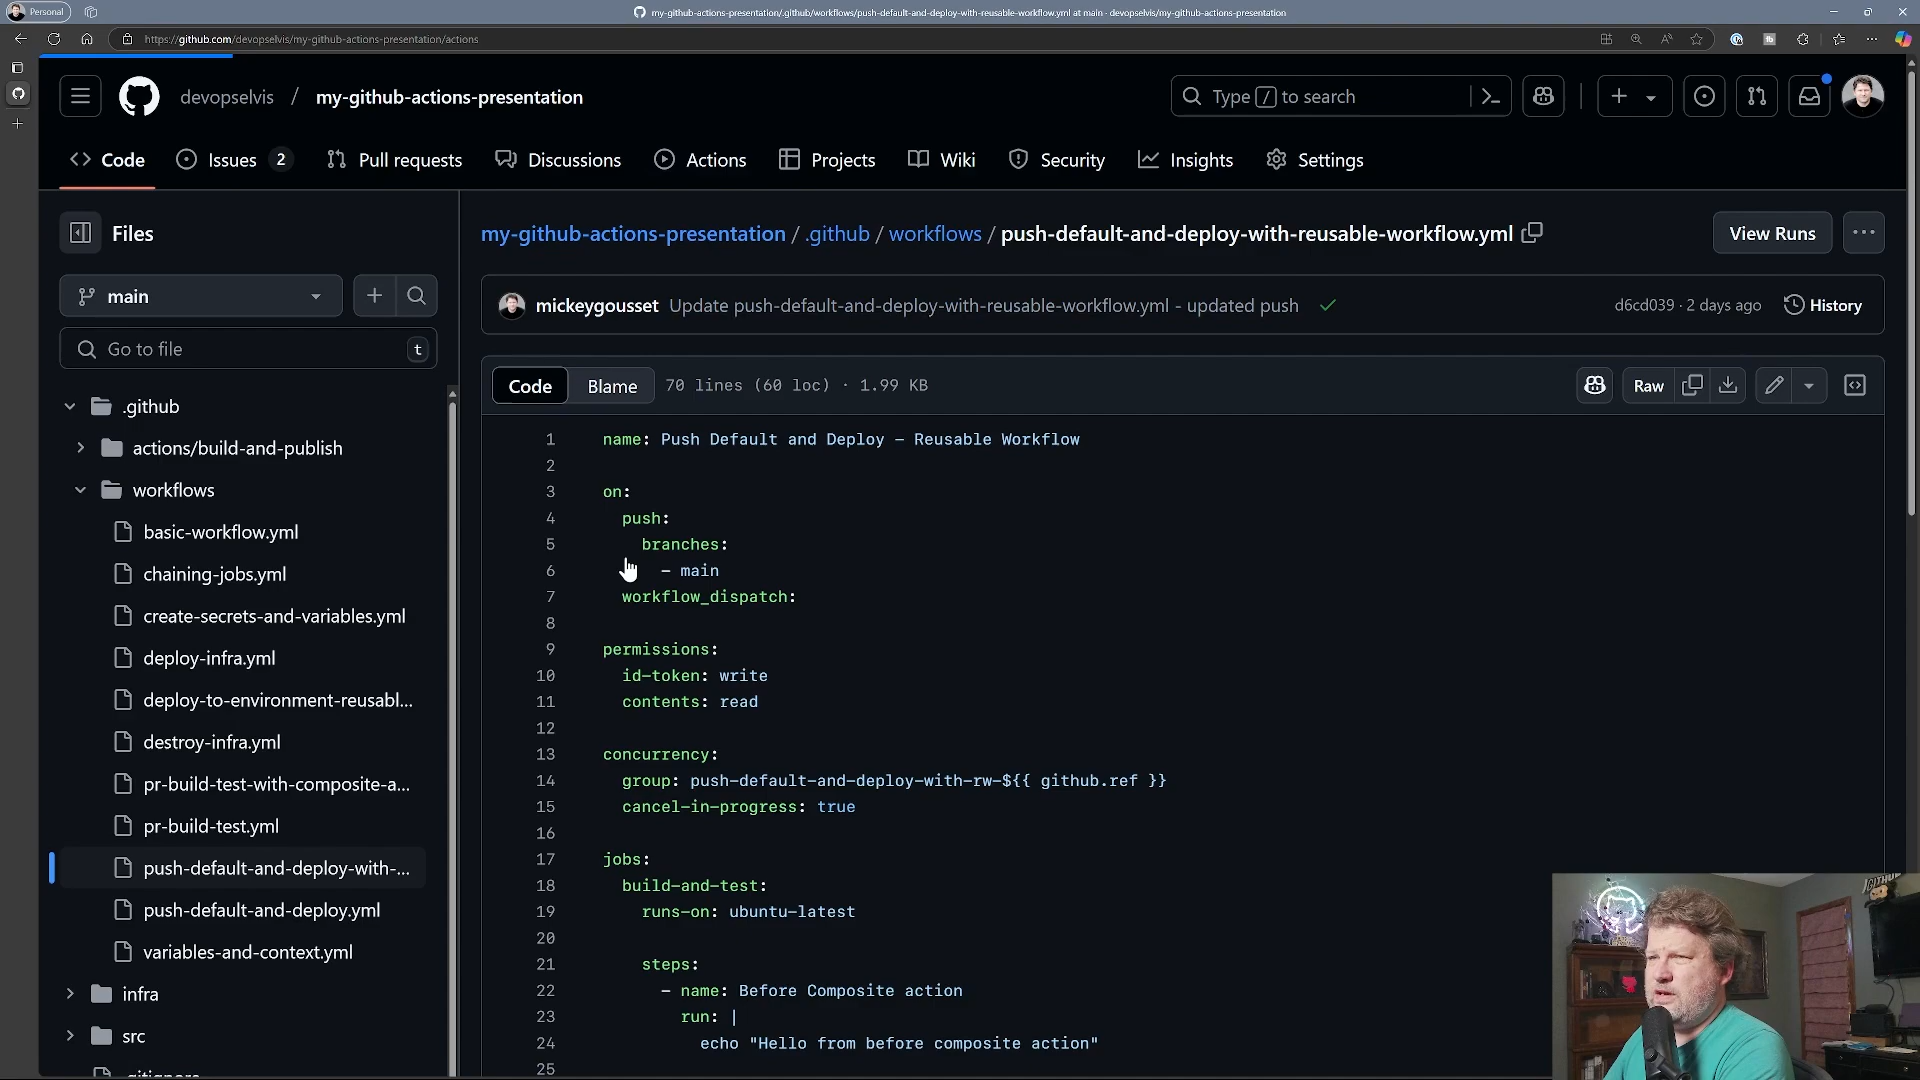 Personal
my-github-actions-presentation/.github/workflows/push-default-and-deploy-with-reusable-workflow.yml at main · devopselvis/my-github-actions-presentation
https://github.com/devopselvis/my-github-actions-presentation/actions
devopselvis / my-github-actions-presentation
Type / to search
Code Issues 2 Pull requests Discussions Actions Projects Wiki Security Insights Settings
Files
my-github-actions-presentation / .github / workflows / push-default-and-deploy-with-reusable-workflow.yml
View Runs
main
mickeygousset Update push-default-and-deploy-with-reusable-workflow.yml - updated push
d6cd039 · 2 days ago History
Go to file t
Code Blame 70 lines (60 loc) · 1.99 KB
Raw
.github
actions/build-and-publish
workflows
basic-workflow.yml
chaining-jobs.yml
create-secrets-and-variables.yml
deploy-infra.yml
deploy-to-environment-reusabl...
destroy-infra.yml
pr-build-test-with-composite-a...
pr-build-test.yml
push-default-and-deploy-with-...
push-default-and-deploy.yml
variables-and-context.yml
infra
src
.gitignore
1 name: Push Default and Deploy - Reusable Workflow
2
3 on:
4 push:
5 branches:
6 - main
7 workflow_dispatch:
8
9 permissions:
10 id-token: write
11 contents: read
12
13 concurrency:
14 group: push-default-and-deploy-with-rw-${{ github.ref }}
15 cancel-in-progress: true
16
17 jobs:
18 build-and-test:
19 runs-on: ubuntu-latest
20
21 steps:
22 - name: Before Composite action
23 run: |
24 echo "Hello from before composite action"
25